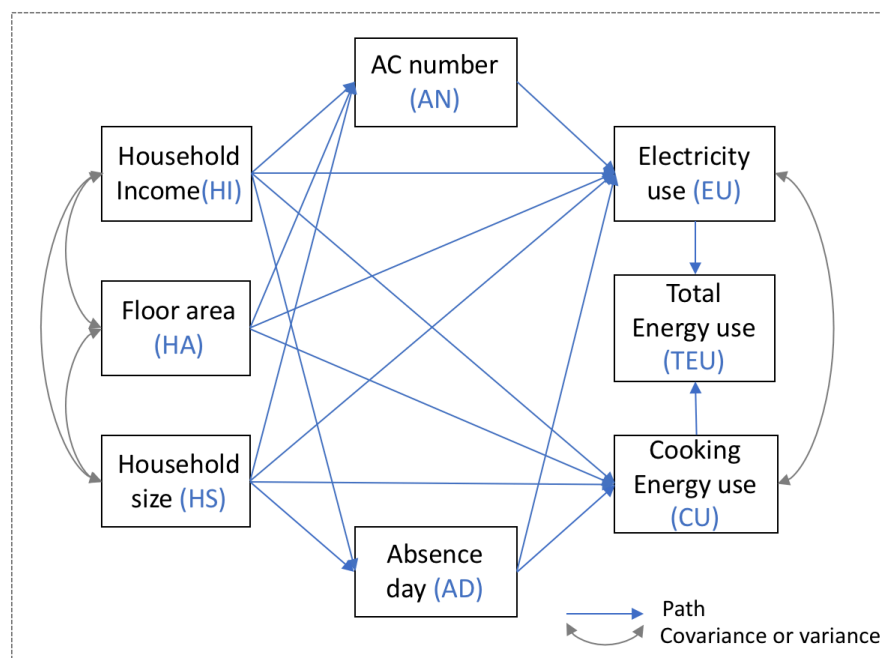 AC number
(AN)
Household
Income(HI)
Electricity
use (EU)
Floor area
(HA)
Total
Energy use
(TEU)
Household
size (HS)
Cooking
Energy use
(CU)
Absence
day (AD)
Path
Covariance or variance